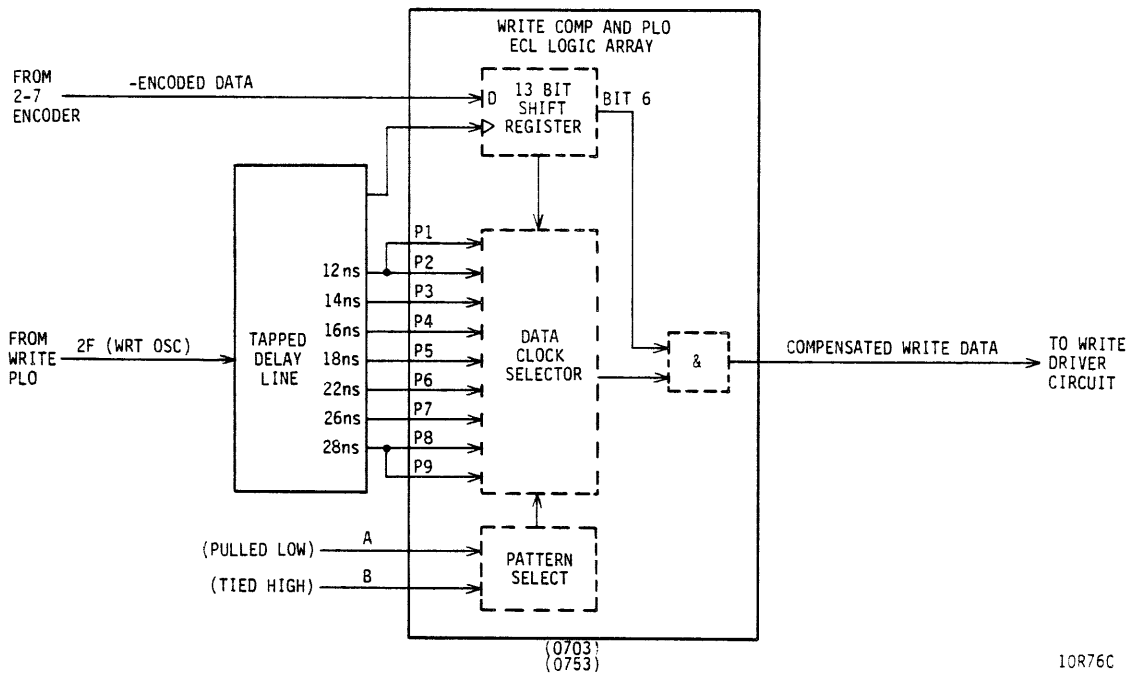 WRITE COMP AND PLO
ECL LOGIC ARRAY
FROM
2-7
ENCODER
-ENCODED DATA
D
13 BIT
SHIFT
REGISTER
BIT 6
P1
12ns
P2
14ns
P3
16ns
P4
18ns
P5
22ns
P6
26ns
P7
28ns
P8
P9
FROM
WRITE
PLO
2F (WRT OSC)
TAPPED
DELAY
LINE
DATA
CLOCK
SELECTOR
&
COMPENSATED WRITE DATA
TO WRITE
DRIVER
CIRCUIT
(PULLED LOW)
A
(TIED HIGH)
B
PATTERN
SELECT
(0703)
(0753)
10R76C